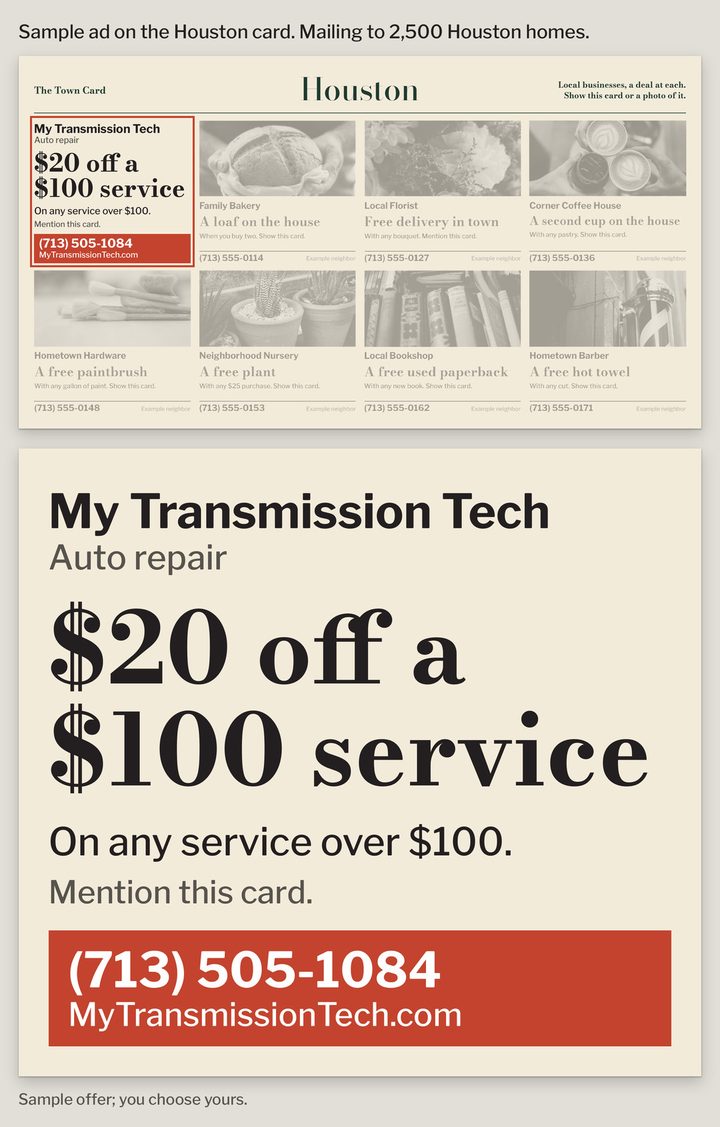 Sample ad on the Houston card. Mailing to 2,500 Houston homes.
The Town Card
Houston
Local businesses, a deal at each.
Show this card or a photo of it.
My Transmission Tech
Auto repair
$20 off a
$100 service
On any service over $100.
Mention this card.
(713) 505-1084
MyTransmissionTech.com
Family Bakery
A loaf on the house
When you buy two. Show this card.
(713) 555-0114
Example neighbor
Local Florist
Free delivery in town
With any bouquet. Mention this card.
(713) 555-0127
Example neighbor
Corner Coffee House
A second cup on the house
With any pastry. Show this card.
(713) 555-0136
Example neighbor
Hometown Hardware
A free paintbrush
With any gallon of paint. Show this card.
(713) 555-0148
Example neighbor
Neighborhood Nursery
A free plant
With any $25 purchase. Show this card.
(713) 555-0153
Example neighbor
Local Bookshop
A free used paperback
With any new book. Show this card.
(713) 555-0162
Example neighbor
Hometown Barber
A free hot towel
With any cut. Show this card.
(713) 555-0171
Example neighbor
My Transmission Tech
Auto repair
$20 off a
$100 service
On any service over $100.
Mention this card.
(713) 505-1084
MyTransmissionTech.com
Sample offer; you choose yours.